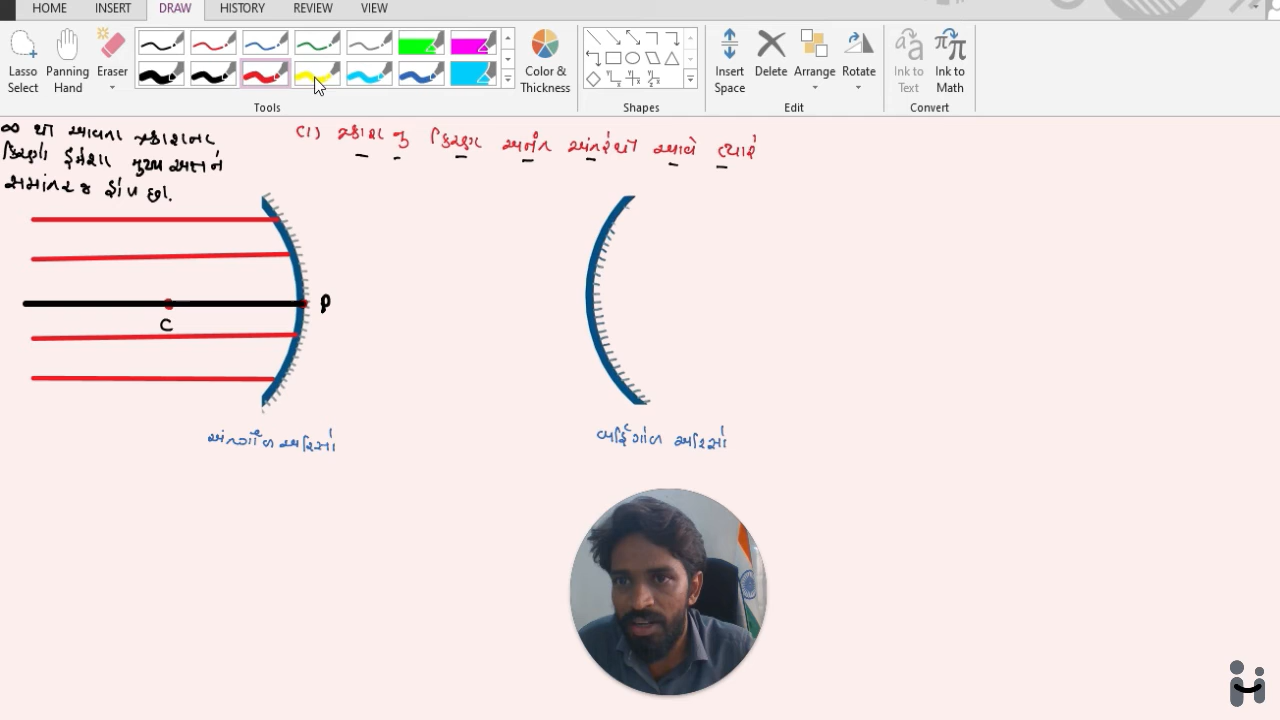 HOME INSERT DRAW HISTORY REVIEW VIEW
Lasso Select Panning Hand Eraser Color & Thickness Insert Space Delete Arrange Rotate Ink to Text Ink to Math
Tools Shapes Edit Convert
∞ થી આવતા પ્રકાશના
કિરણો હંમેશા મુખ્ય અક્ષને
સમાંતર જ હોય છે.
(1) પ્રકાશ નું કિરણ અનંત અંતરેથી આવે ત્યારે
P
C
અંતર્ગોળ અરિસો
બહિર્ગોળ અરિસો